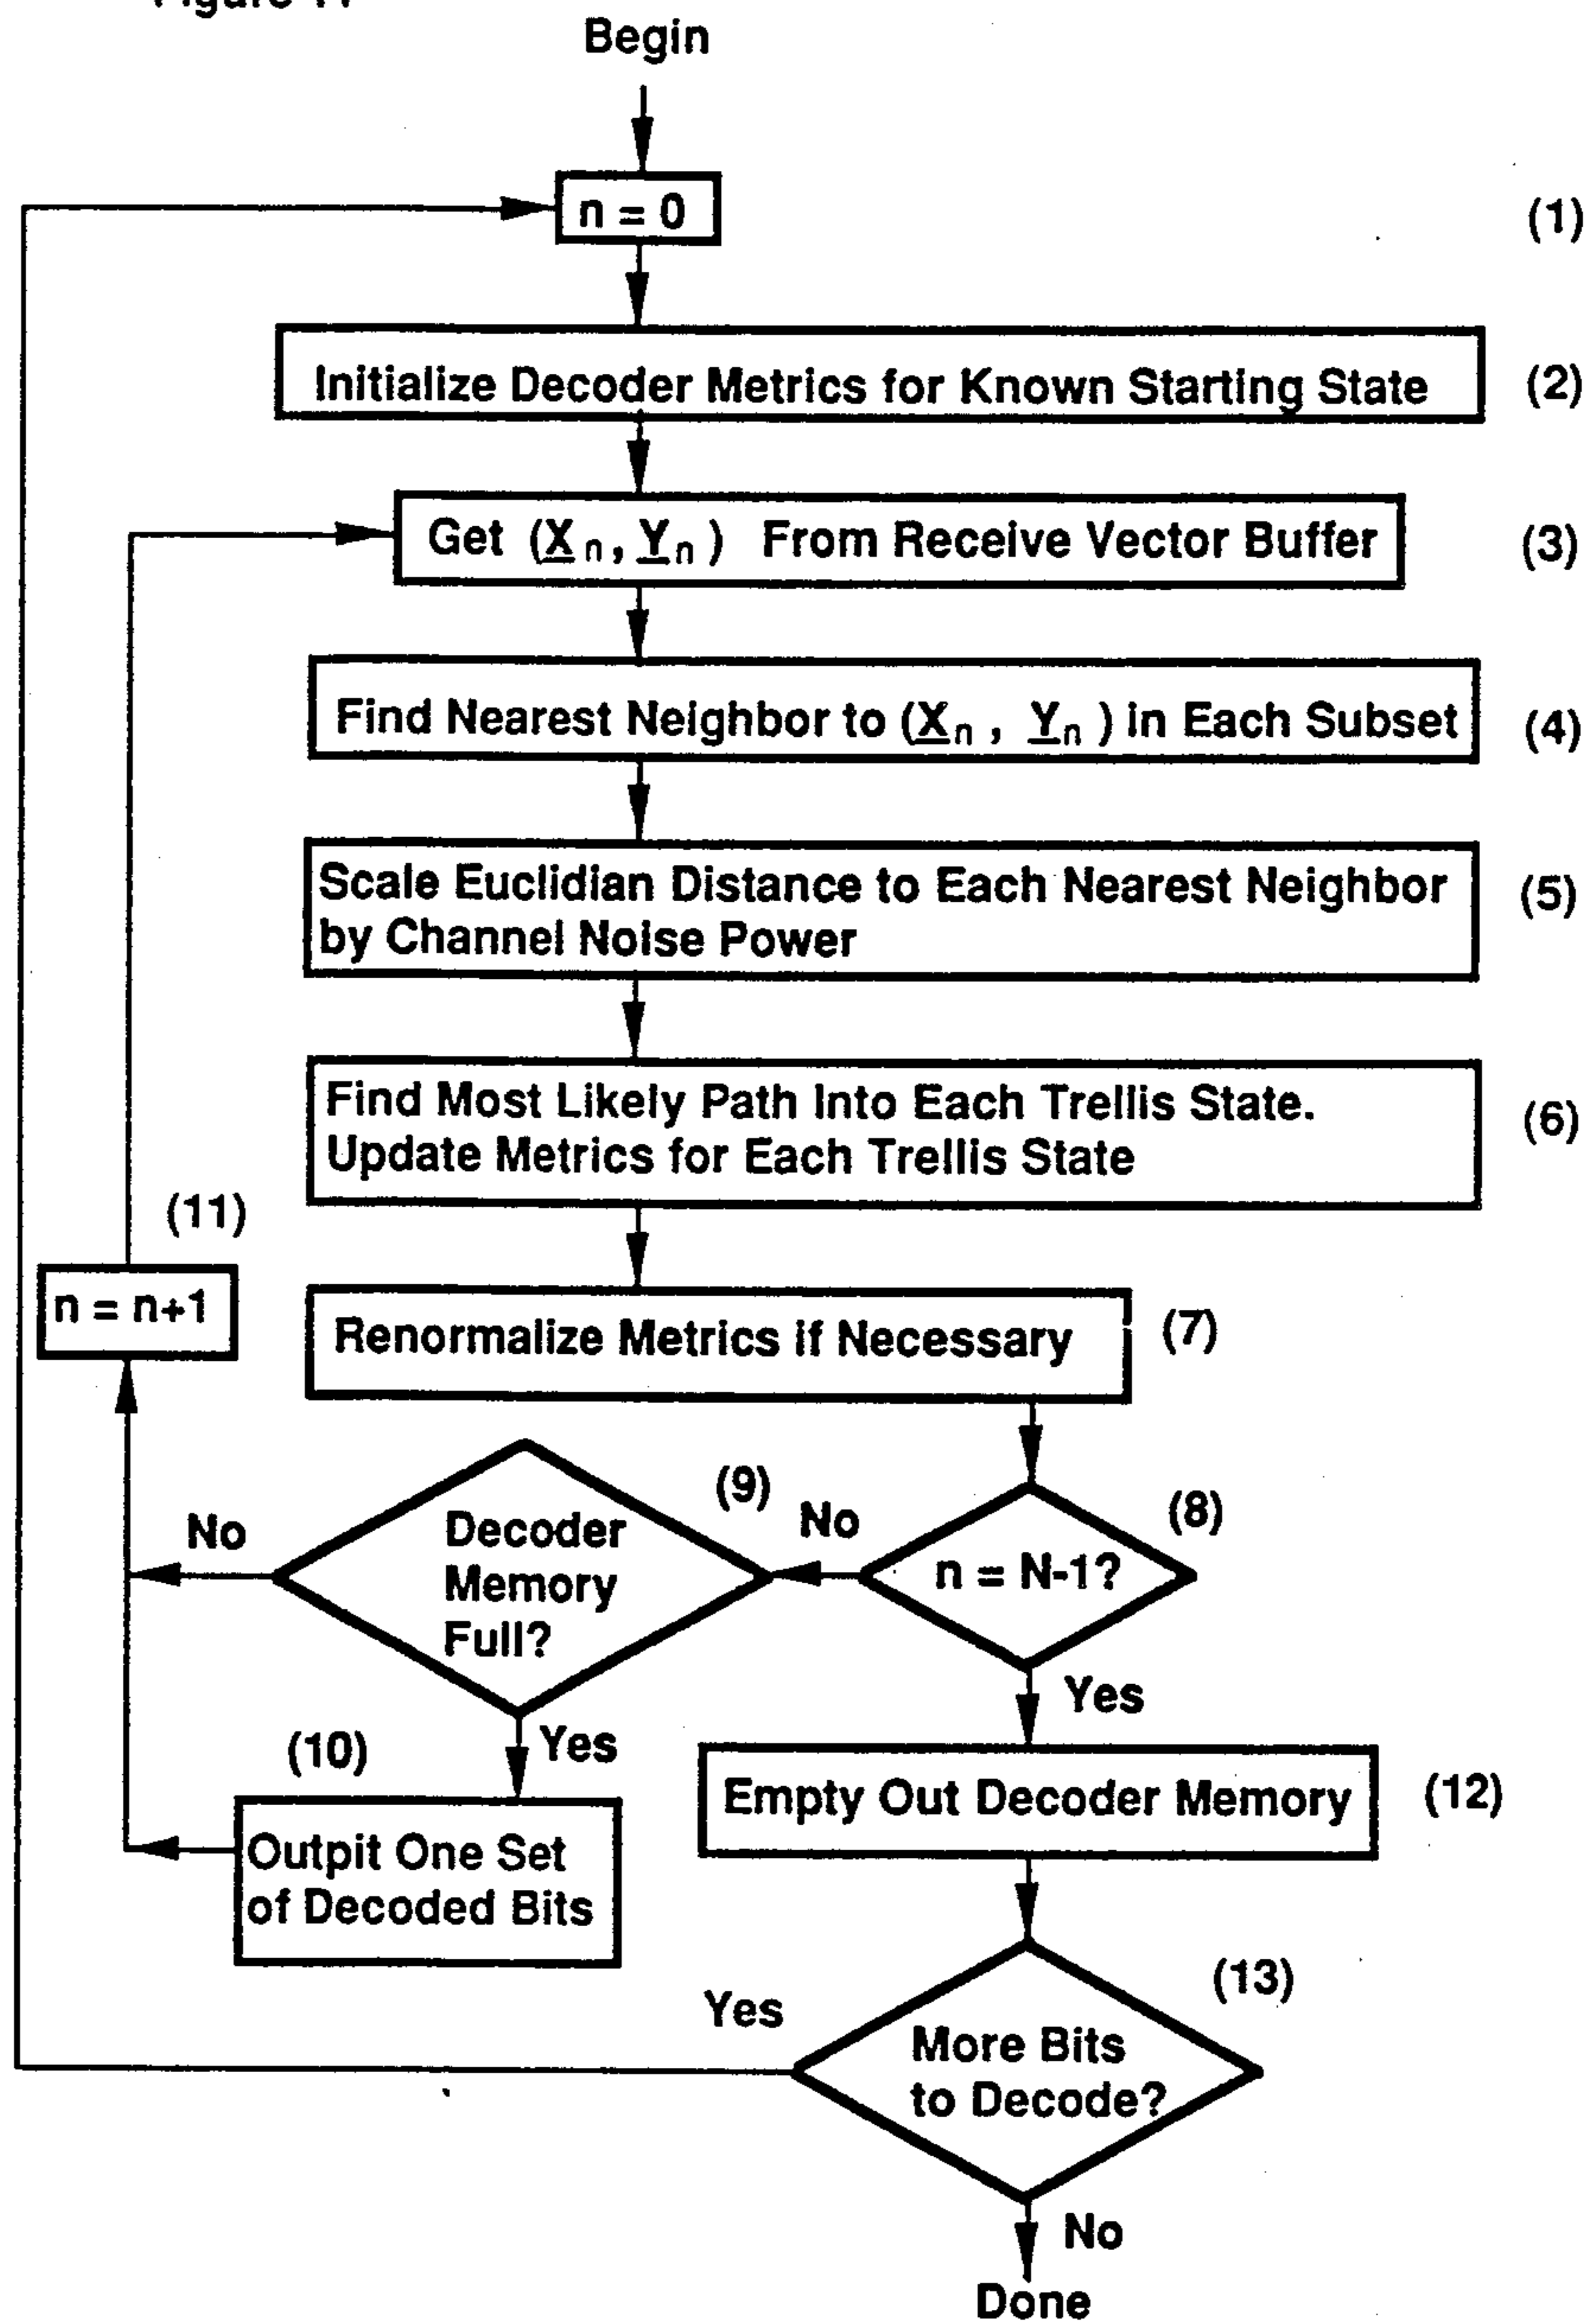 Begin
n = 0
(1)
Initialize Decoder Metrics for Known Starting State
(2)
Get (X n, Y n ) From Receive Vector Buffer
(3)
Find Nearest Neighbor to (X n , Y n ) in Each Subset
(4)
Scale Euclidian Distance to Each Nearest Neighbor
by Channel Noise Power
(5)
Find Most Likely Path Into Each Trellis State.
Update Metrics for Each Trellis State
(6)
(11)
n = n+1
Renormalize Metrics if Necessary
(7)
(8)
n = N-1?
No
(9)
Decoder
Memory
Full?
No
Yes
(10)
Outpit One Set
of Decoded Bits
Yes
Empty Out Decoder Memory
(12)
(13)
More Bits
to Decode?
Yes
No
Done